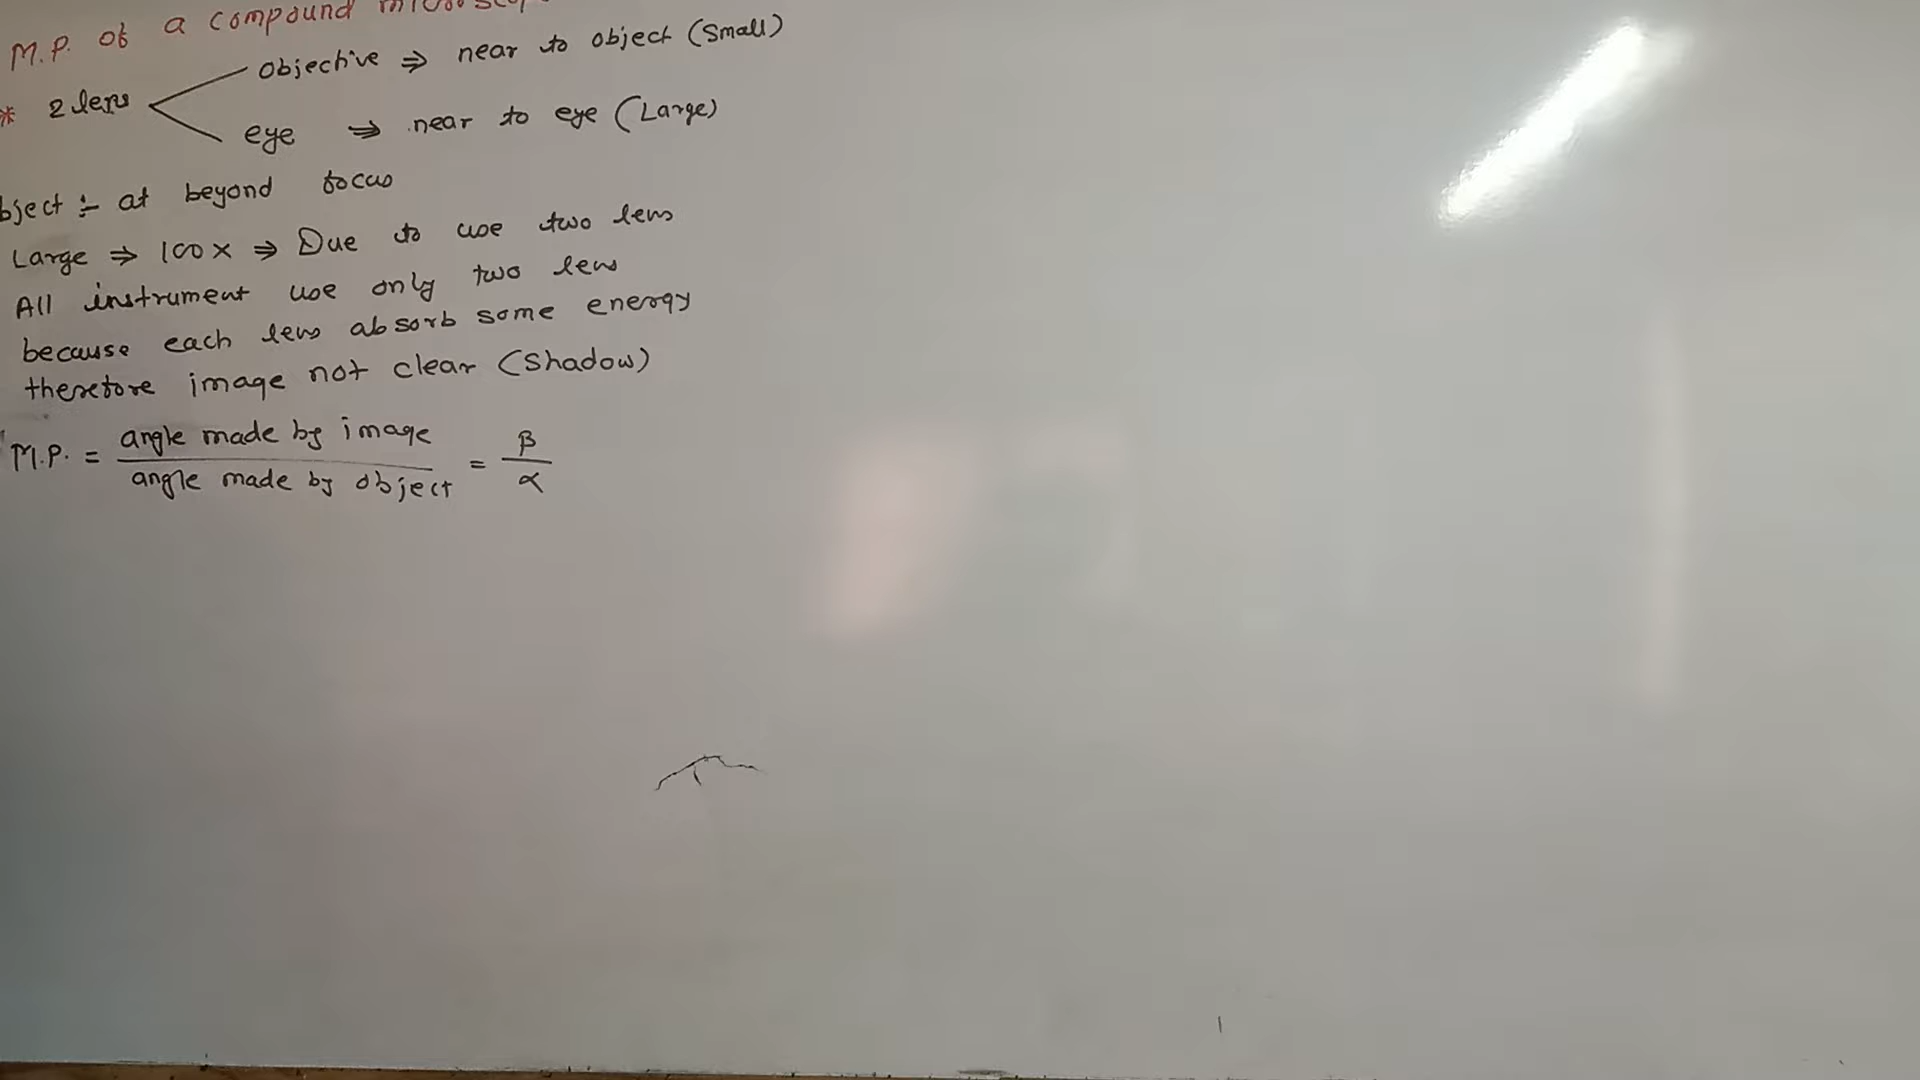 M.P. of a compound microscop
* 2 lens
objective ⇒ near to object (Small)
eye ⇒ near to eye (Large)
bject :- at beyond focus
Large ⇒ 100 x ⇒ Due to use two lens
All instrument use only two lens
because each lens absorb some energy
therefore image not clear (Shadow)
M.P. = angle made by image / angle made by object = β / α